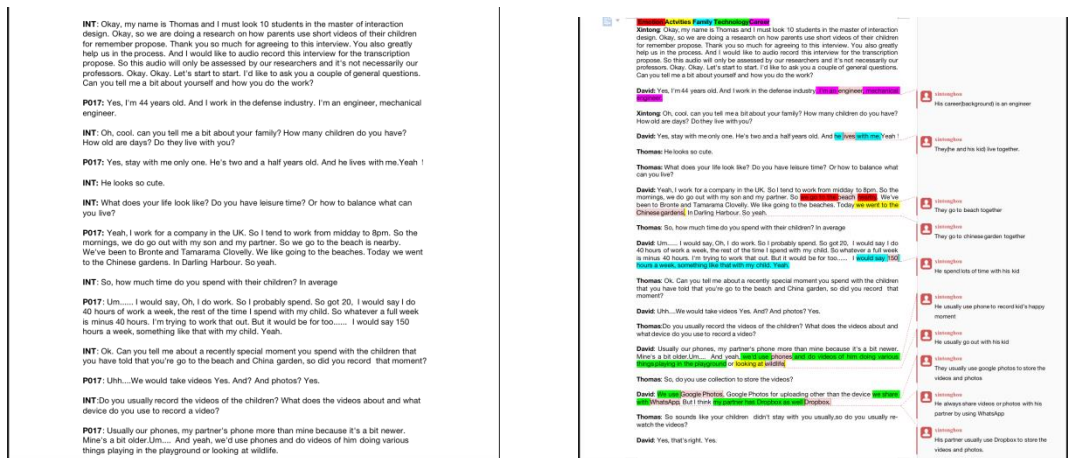 INT: Okay, my name is Thomas and I must look 10 students in the master of interaction
design. Okay, so we are doing a research on how parents use short videos of their children
for remember propose. Thank you so much for agreeing to this interview. You also greatly
help us in the process. And I would like to audio record this interview for the transcription
propose. So this audio will only be assessed by our researchers and it's not necessarily our
professors. Okay. Okay. Let's start to start. I'd like to ask you a couple of general questions.
Can you tell me a bit about yourself and how you do the work?
P017: Yes, I'm 44 years old. And I work in the defense industry. I'm an engineer, mechanical
engineer.
INT: Oh, cool. can you tell me a bit about your family? How many children do you have?
How old are days? Do they live with you?
P017: Yes, stay with me only one. He's two and a half years old. And he lives with me.Yeah !
INT: He looks so cute.
INT: What does your life look like? Do you have leisure time? Or how to balance what can
you live?
P017: Yeah, I work for a company in the UK. So I tend to work from midday to 8pm. So the
mornings, we do go out with my son and my partner. So we go to the beach is nearby.
We've been to Bronte and Tamarama Clovelly. We like going to the beaches. Today we went
to the Chinese gardens. In Darling Harbour. So yeah.
INT: So, how much time do you spend with their children? In average
P017: Um...... I would say, Oh, I do work. So I probably spend. So got 20,  I would say I do
40 hours of work a week, the rest of the time I spend with my child. So whatever a full week
is minus 40 hours. I'm trying to work that out. But it would be for too......  I would say 150
hours a week, something like that with my child. Yeah.
INT: Ok. Can you tell me about a recently special moment you spend with the children that
you have told that you're go to the beach and China garden, so did you record  that moment?
P017: Uhh....We would take videos Yes. And? And photos? Yes.
INT:Do you usually record the videos of the children? What does the videos about and what
device do you use to record a video?
P017: Usually our phones, my partner's phone more than mine because it's a bit newer.
Mine's a bit older.Um....  And yeah, we'd use phones and do videos of him doing various
things playing in the playground or looking at wildlife.
Emotion Actvities Family Technology Career
Xintong: Okay, my name is Thomas and I must look 10 students in the master of interaction
design. Okay, so we are doing a research on how parents use short videos of their children
for remember propose. Thank you so much for agreeing to this interview. You also greatly
help us in the process. And I would like to audio record this interview for the transcription
propose. So this audio will only be assessed by our researchers and it's not necessarily our
professors. Okay. Okay. Let's start to start. I'd like to ask you a couple of general questions.
Can you tell me a bit about yourself and how you do the work?
David: Yes, I'm 44 years old. And I work in the defense industry. I'm an engineer, mechanical
engineer.
Xintong: Oh, cool. can you tell me a bit about your family? How many children do you have?
How old are days? Do they live with you?
David: Yes, stay with me only one. He's two and a half years old. And he lives with me.Yeah !
Thomas: He looks so cute.
Thomas: What does your life look like? Do you have leisure time? Or how to balance what
can you live?
David: Yeah, I work for a company in the UK. So I tend to work from midday to 8pm. So the
mornings, we do go out with my son and my partner. So we go to the beach nearby. We've
been to Bronte and Tamarama Clovelly. We like going to the beaches. Today we went to the
Chinese gardens. In Darling Harbour. So yeah.
Thomas: So, how much time do you spend with their children? In average
David: Um...... I would say, Oh, I do work. So I probably spend. So got 20,  I would say I do
40 hours of work a week, the rest of the time I spend with my child. So whatever a full week
is minus 40 hours. I'm trying to work that out. But it would be for too......  I would say 150
hours a week, something like that with my child. Yeah.
Thomas: Ok. Can you tell me about a recently special moment you spend with the children
that you have told that you're go to the beach and China garden, so did you record  that
moment?
David: Uhh....We would take videos Yes. And? And photos? Yes.
Thomas:Do you usually record the videos of the children? What does the videos about and
what device do you use to record a video?
David: Usually our phones, my partner's phone more than mine because it's a bit newer.
Mine's a bit older.Um....  And yeah, we'd use phones and do videos of him doing various
things playing in the playground or looking at wildlife.
Thomas: So, do you use collection to store the videos?
David: We use Google Photos, Google Photos for uploading other than the device we share
with WhatsApp. But I think my partner has Dropbox as well Dropbox.
Thomas: So sounds like your children  didn't stay with you usually,so do you usually re-
watch the videos?
David: Yes, that's right. Yes.
xintongboo
His career(background) is an engineer
xintongboo
They(he and his kid) live together.
xintongboo
They go to beach together
xintongboo
They go to chinese garden together
xintongboo
He spend lots of time with his kid
xintongboo
He usually use phone to record kid's happy
moment
xintongboo
He usually go out with his kid
xintongboo
They usually use google photos to store the
videos and photos
xintongboo
He always share videos or photos with his
partner by using WhatsApp
xintongboo
His partner usually use Dropbox to store the
videos and photos.